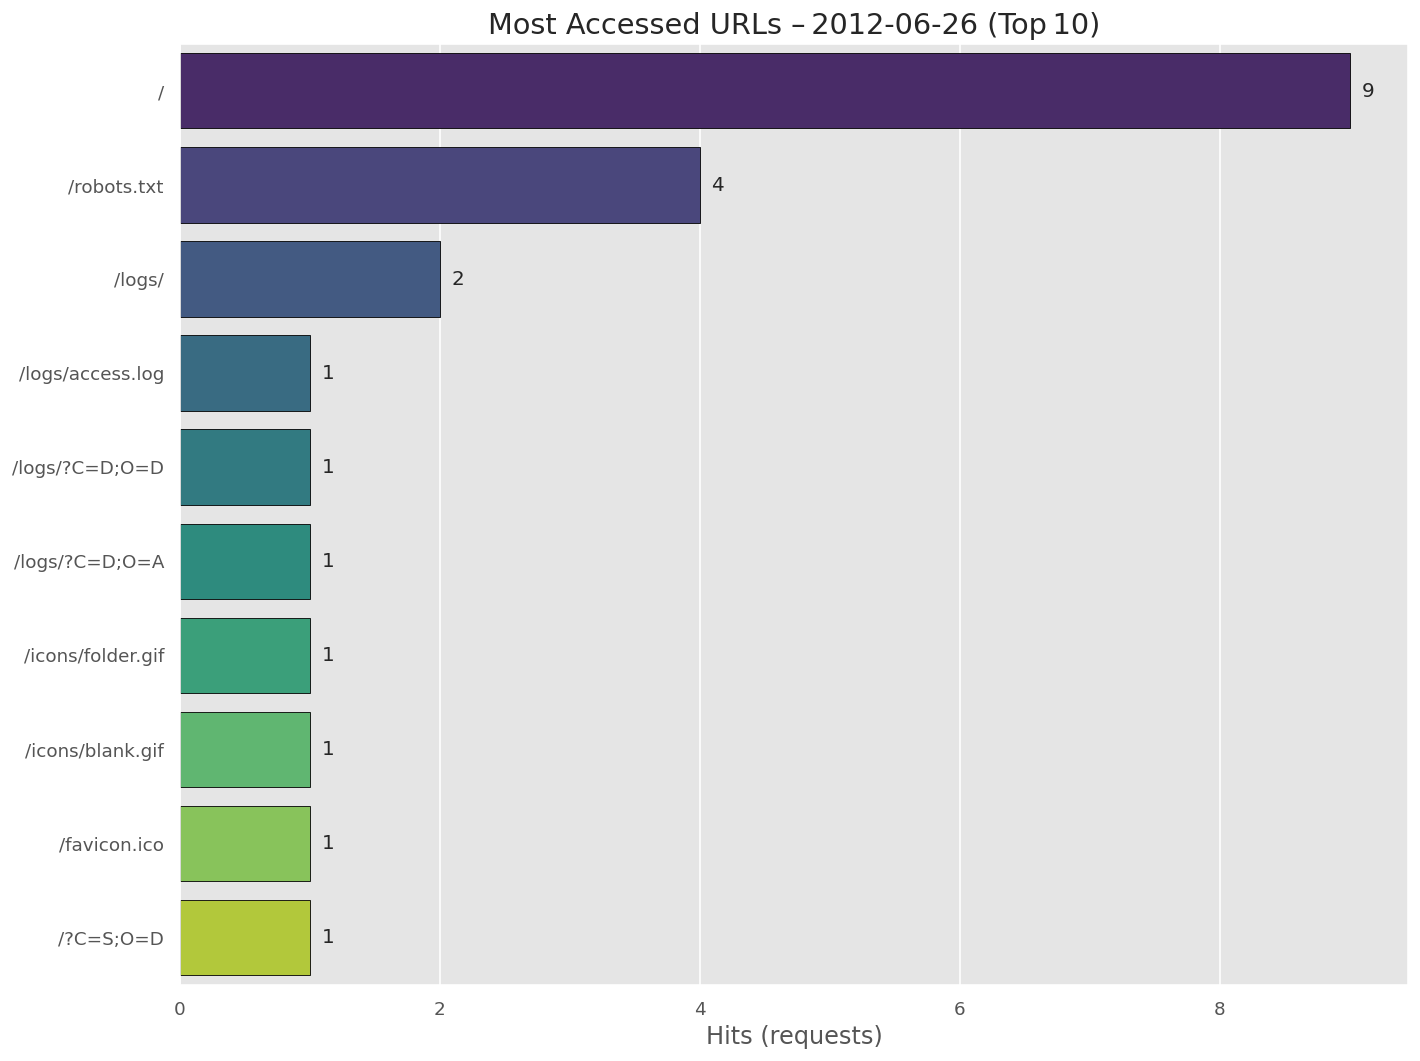 Most Accessed URLs – 2012-06-26 (Top 10)
/
9
/robots.txt
4
/logs/
2
/logs/access.log
1
/logs/?C=D;O=D
1
/logs/?C=D;O=A
1
/icons/folder.gif
1
/icons/blank.gif
1
/favicon.ico
1
/?C=S;O=D
1
0 2 4 6 8
Hits (requests)